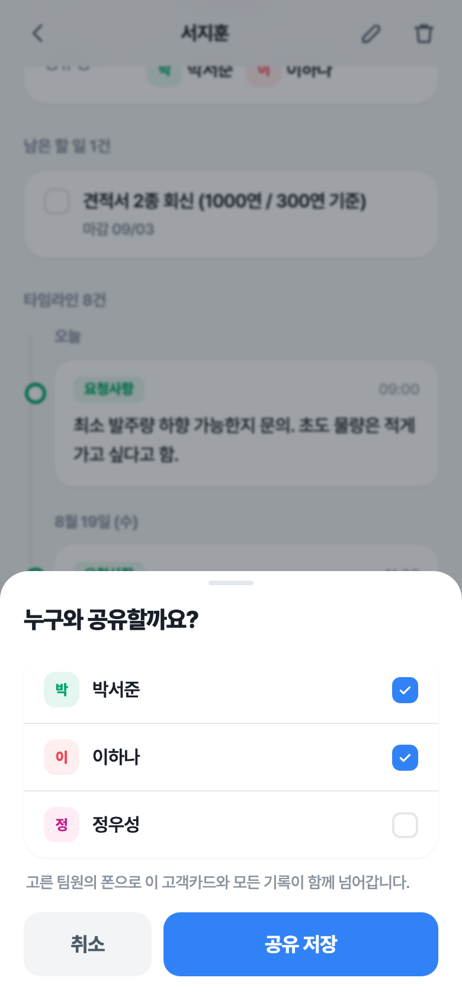 서지훈
박 박서준 이 이하나
남은 할 일 1건
견적서 2종 회신 (1000연 / 300연 기준)
마감 09/03
타임라인 8건
오늘
요청사항 09:00
최소 발주량 하향 가능한지 문의. 초도 물량은 적게
가고 싶다고 함.
8월 19일 (수)
누구와 공유할까요?
박 박서준
이 이하나
정 정우성
고른 팀원의 폰으로 이 고객카드와 모든 기록이 함께 넘어갑니다.
취소 공유 저장